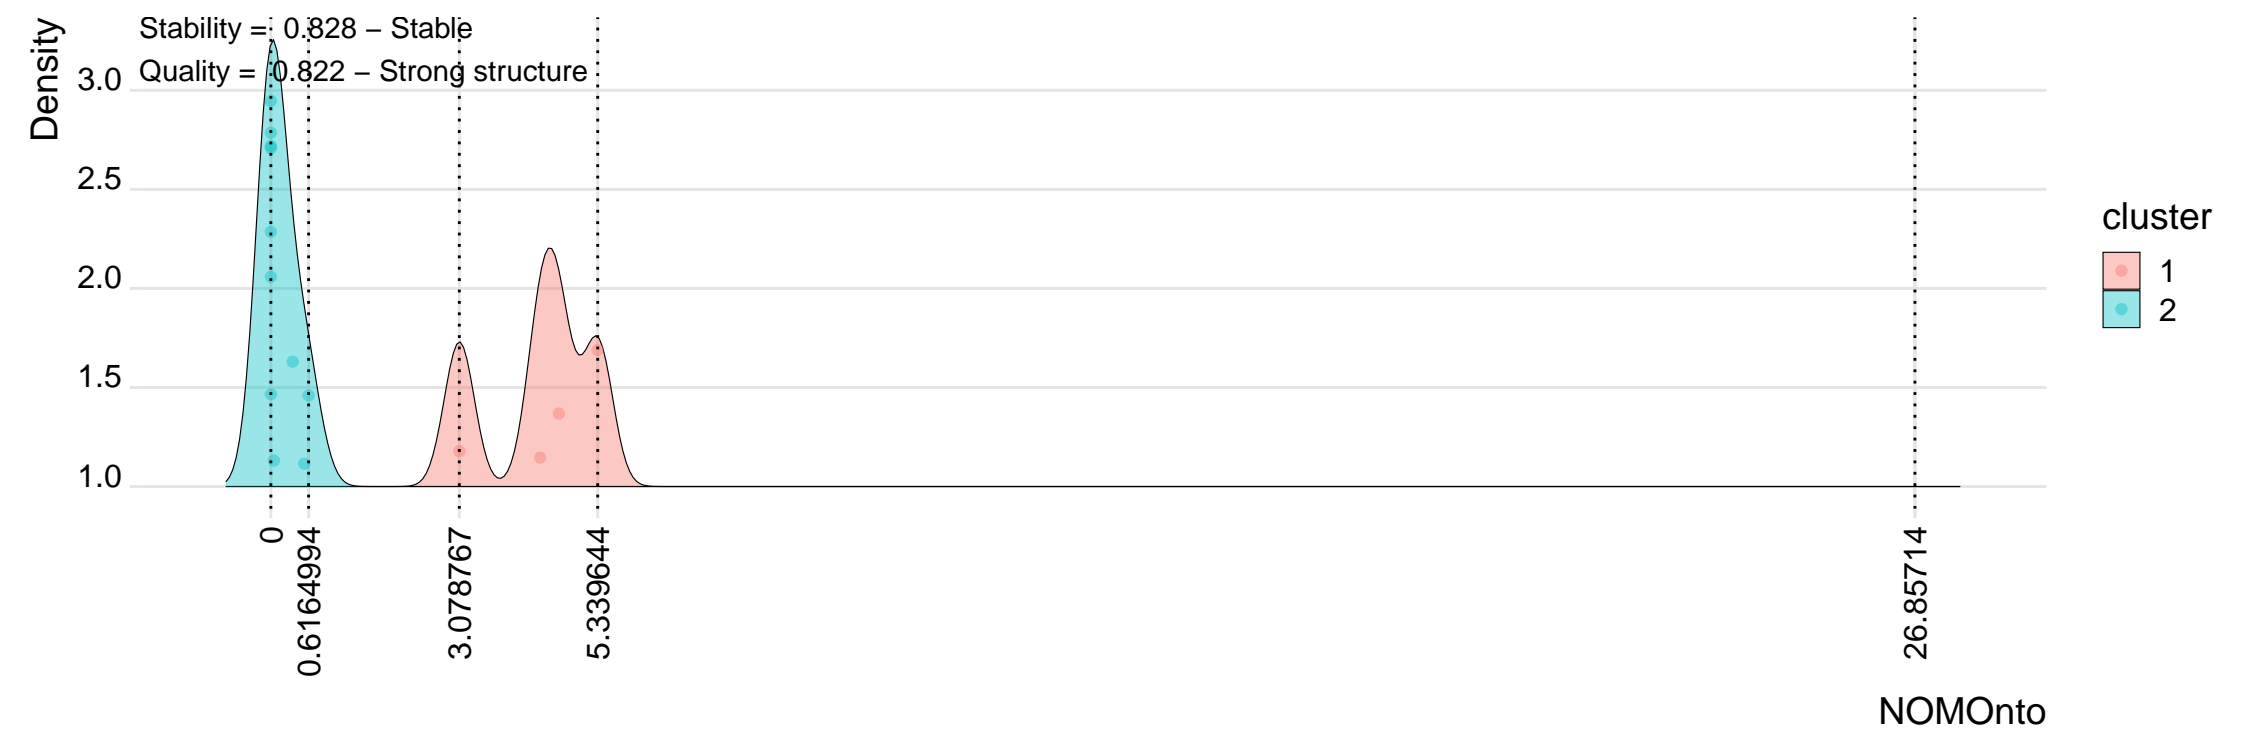 Stability =  0.828 – Stable
Quality =  0.822 – Strong structure
Density
3.0
2.5
2.0
1.5
1.0
0
0.6164994
3.078767
5.339644
26.85714
NOMOnto
cluster
1
2